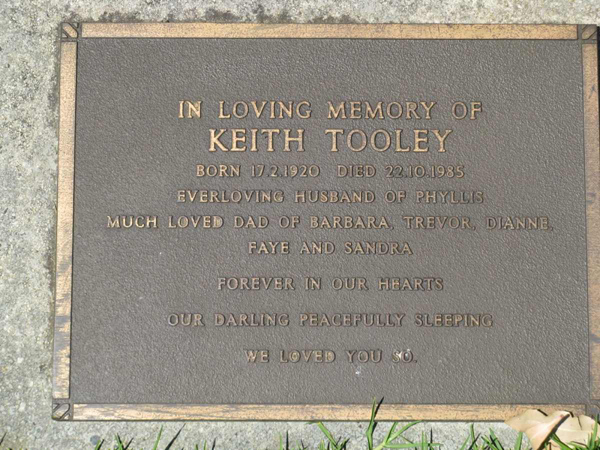 IN LOVING MEMORY OF
KEITH TOOLEY
BORN 17.2.1920 DIED 22.10.1985
EVERLOVING HUSBAND OF PHYLLIS
MUCH LOVED DAD OF BARBARA, TREVOR, DIANNE,
FAYE AND SANDRA
FOREVER IN OUR HEARTS
OUR DARLING PEACEFULLY SLEEPING
WE LOVED YOU SO.